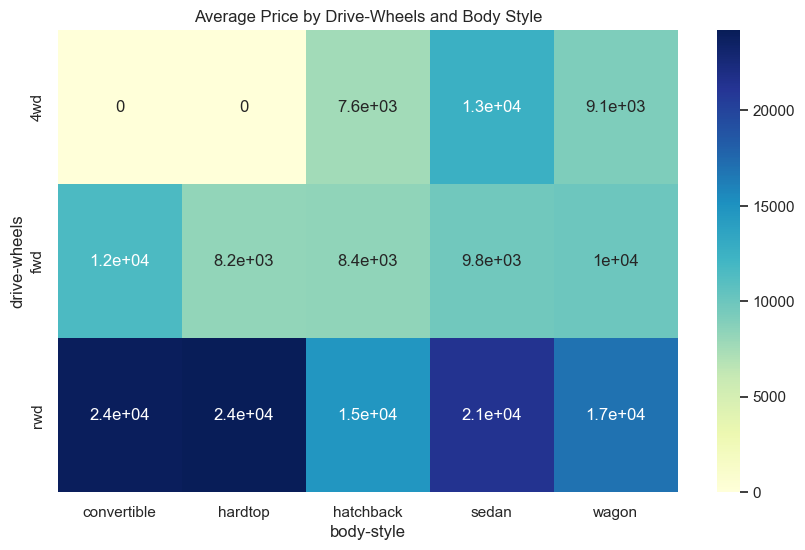 Average Price by Drive-Wheels and Body Style
drive-wheels
4wd
0 0 7.6e+03 1.3e+04 9.1e+03
fwd
1.2e+04 8.2e+03 8.4e+03 9.8e+03 1e+04
rwd
2.4e+04 2.4e+04 1.5e+04 2.1e+04 1.7e+04
convertible hardtop hatchback sedan wagon
body-style
20000
15000
10000
5000
0